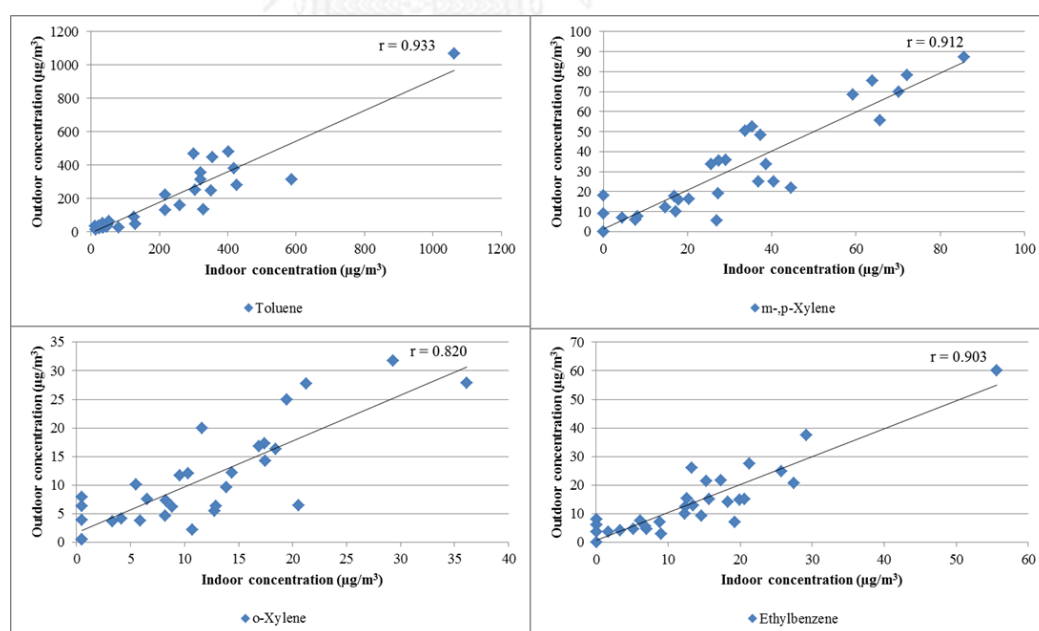 r = 0.933
1200
1000
800
600
400
200
0
Outdoor concentration (µg/m³)
0 200 400 600 800 1000 1200
Indoor concentration (µg/m³)
Toluene
r = 0.912
100
90
80
70
60
50
40
30
20
10
0
Outdoor concentration (µg/m³)
0 20 40 60 80 100
Indoor concentration (µg/m³)
m-,p-Xylene
r = 0.820
35
30
25
20
15
10
5
0
Outdoor concentration (µg/m³)
0 5 10 15 20 25 30 35 40
Indoor concentration (µg/m³)
o-Xylene
r = 0.903
70
60
50
40
30
20
10
0
Outdoor concentration (µg/m³)
0 10 20 30 40 50 60
Indoor concentration (µg/m³)
Ethylbenzene